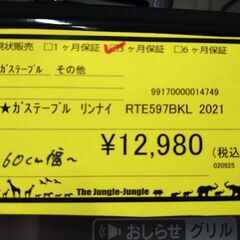 現状販売 □1ヶ月保証 ☑3ヶ月保証 □6ヶ月保証
ガステーブル その他
99170000014749
★ガステーブル リンナイ RTE597BKL 2021
¥12,980 (税込
60cm幅~
020925
The Jungle-Jungle
おしらせ グリル